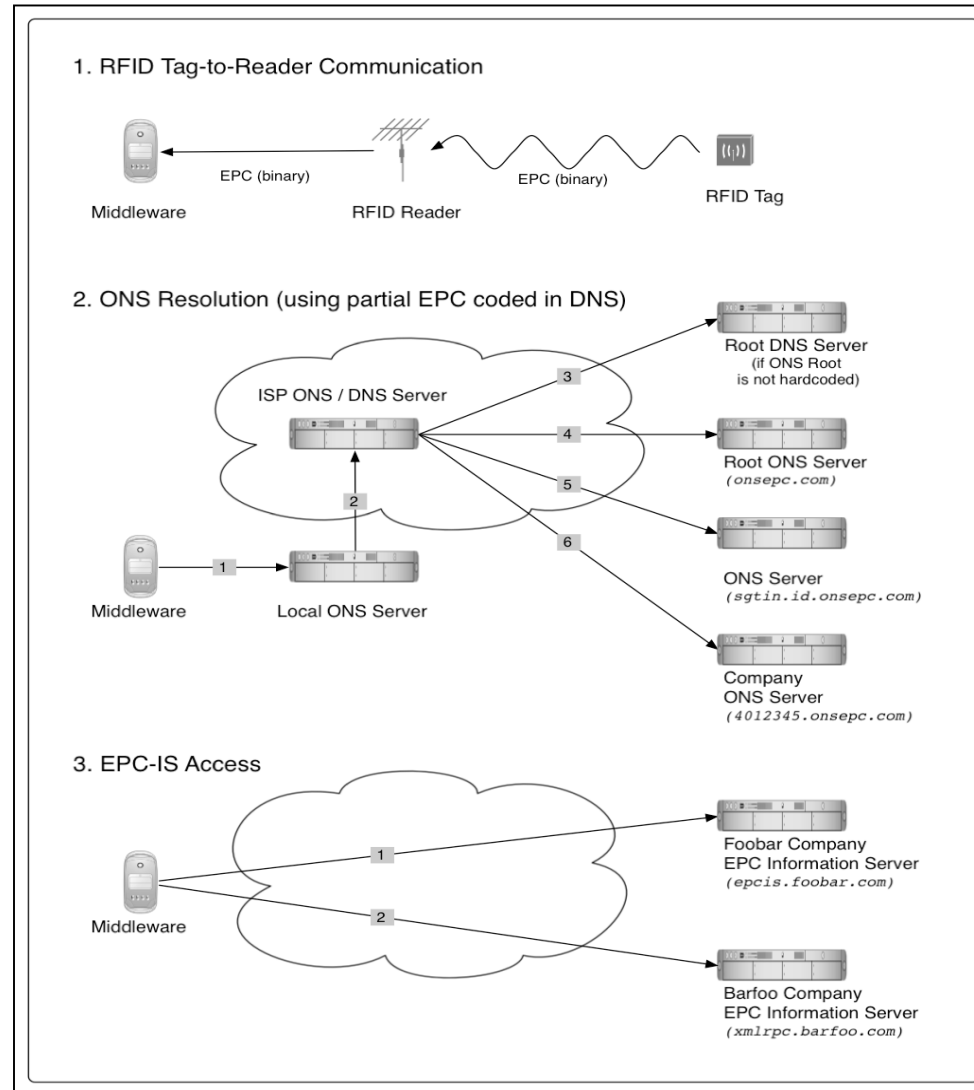 1. RFID Tag-to-Reader Communication
EPC (binary)
EPC (binary)
Middleware
RFID Reader
RFID Tag
2. ONS Resolution (using partial EPC coded in DNS)
ISP ONS / DNS Server
3
Root DNS Server
(if ONS Root
is not hardcoded)
4
Root ONS Server
(onsepc.com)
5
2
6
1
ONS Server
(sgtin.id.onsepc.com)
Middleware
Local ONS Server
Company
ONS Server
(4012345.onsepc.com)
3. EPC-IS Access
1
Foobar Company
EPC Information Server
(epcis.foobar.com)
2
Middleware
Barfoo Company
EPC Information Server
(xmlrpc.barfoo.com)